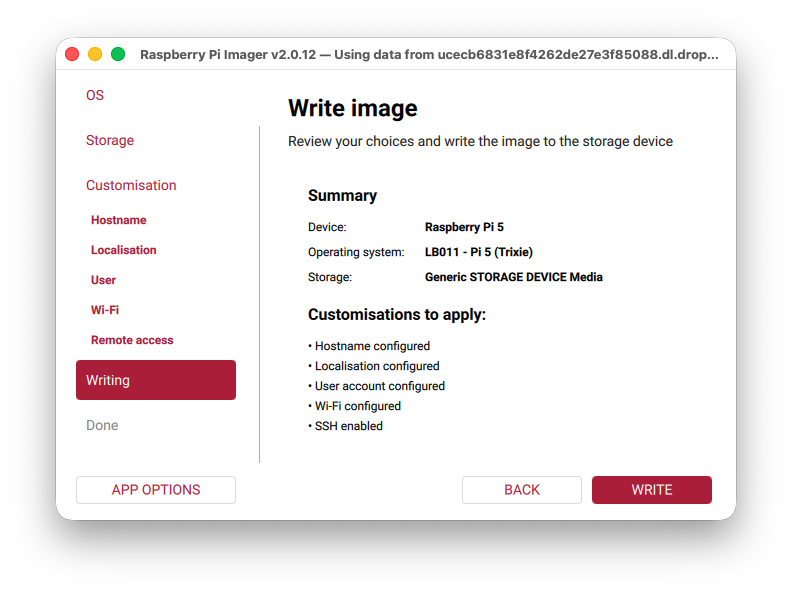 Raspberry Pi Imager v2.0.12 — Using data from ucecb6831e8f4262de27e3f85088.dl.drop...
OS
Storage
Customisation
Hostname
Localisation
User
Wi-Fi
Remote access
Writing
Done
APP OPTIONS
Write image
Review your choices and write the image to the storage device
Summary
Device: Raspberry Pi 5
Operating system: LB011 - Pi 5 (Trixie)
Storage: Generic STORAGE DEVICE Media
Customisations to apply:
• Hostname configured
• Localisation configured
• User account configured
• Wi-Fi configured
• SSH enabled
BACK
WRITE